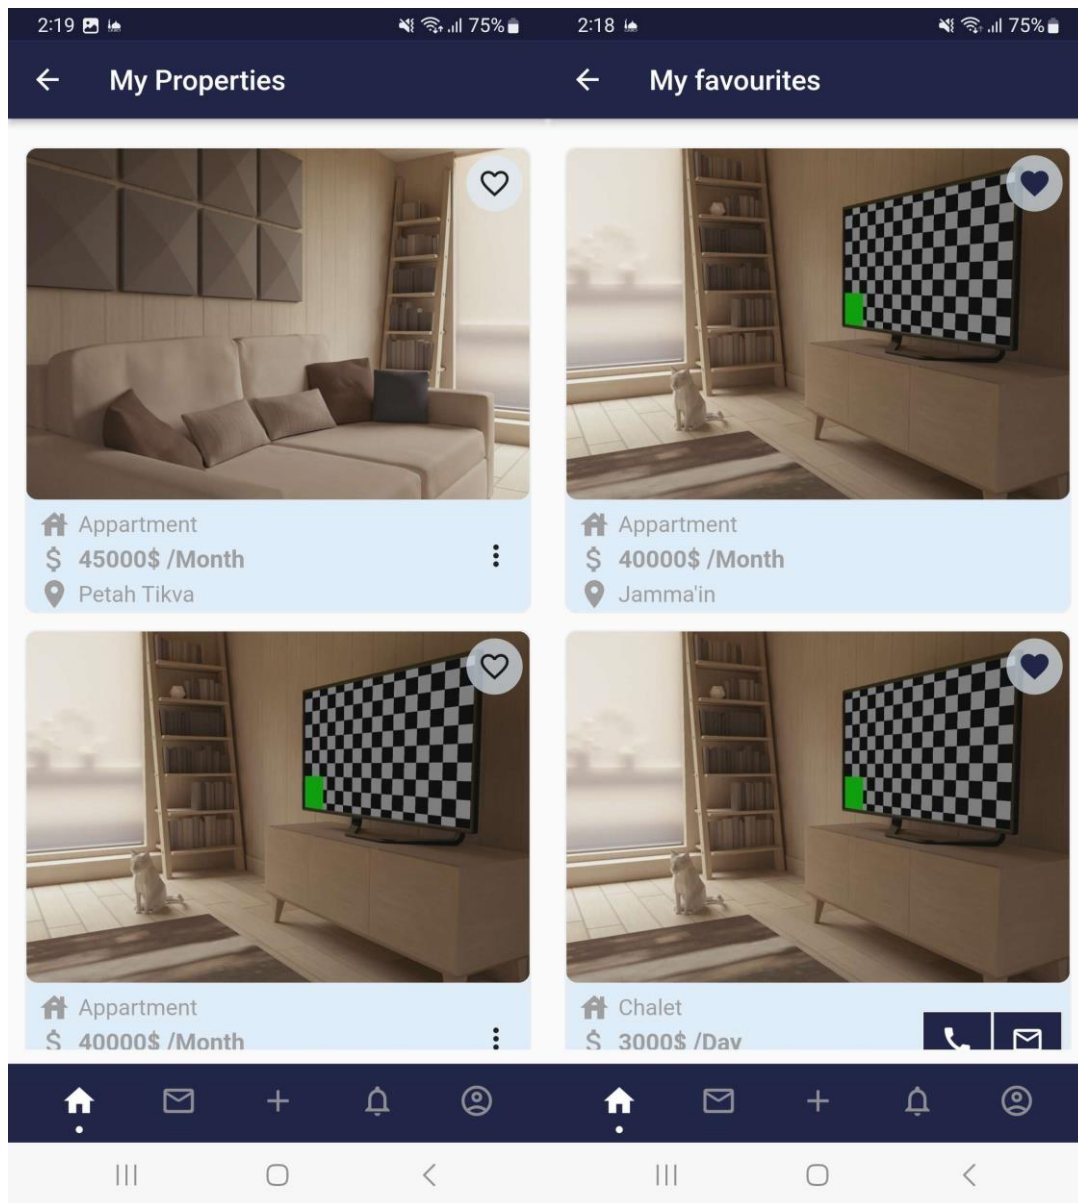 2:19
75%
My Properties
Appartment
45000$ /Month
Petah Tikva
Appartment
40000$ /Month
2:18
75%
My favourites
Appartment
40000$ /Month
Jamma'in
Chalet
3000$ /Day